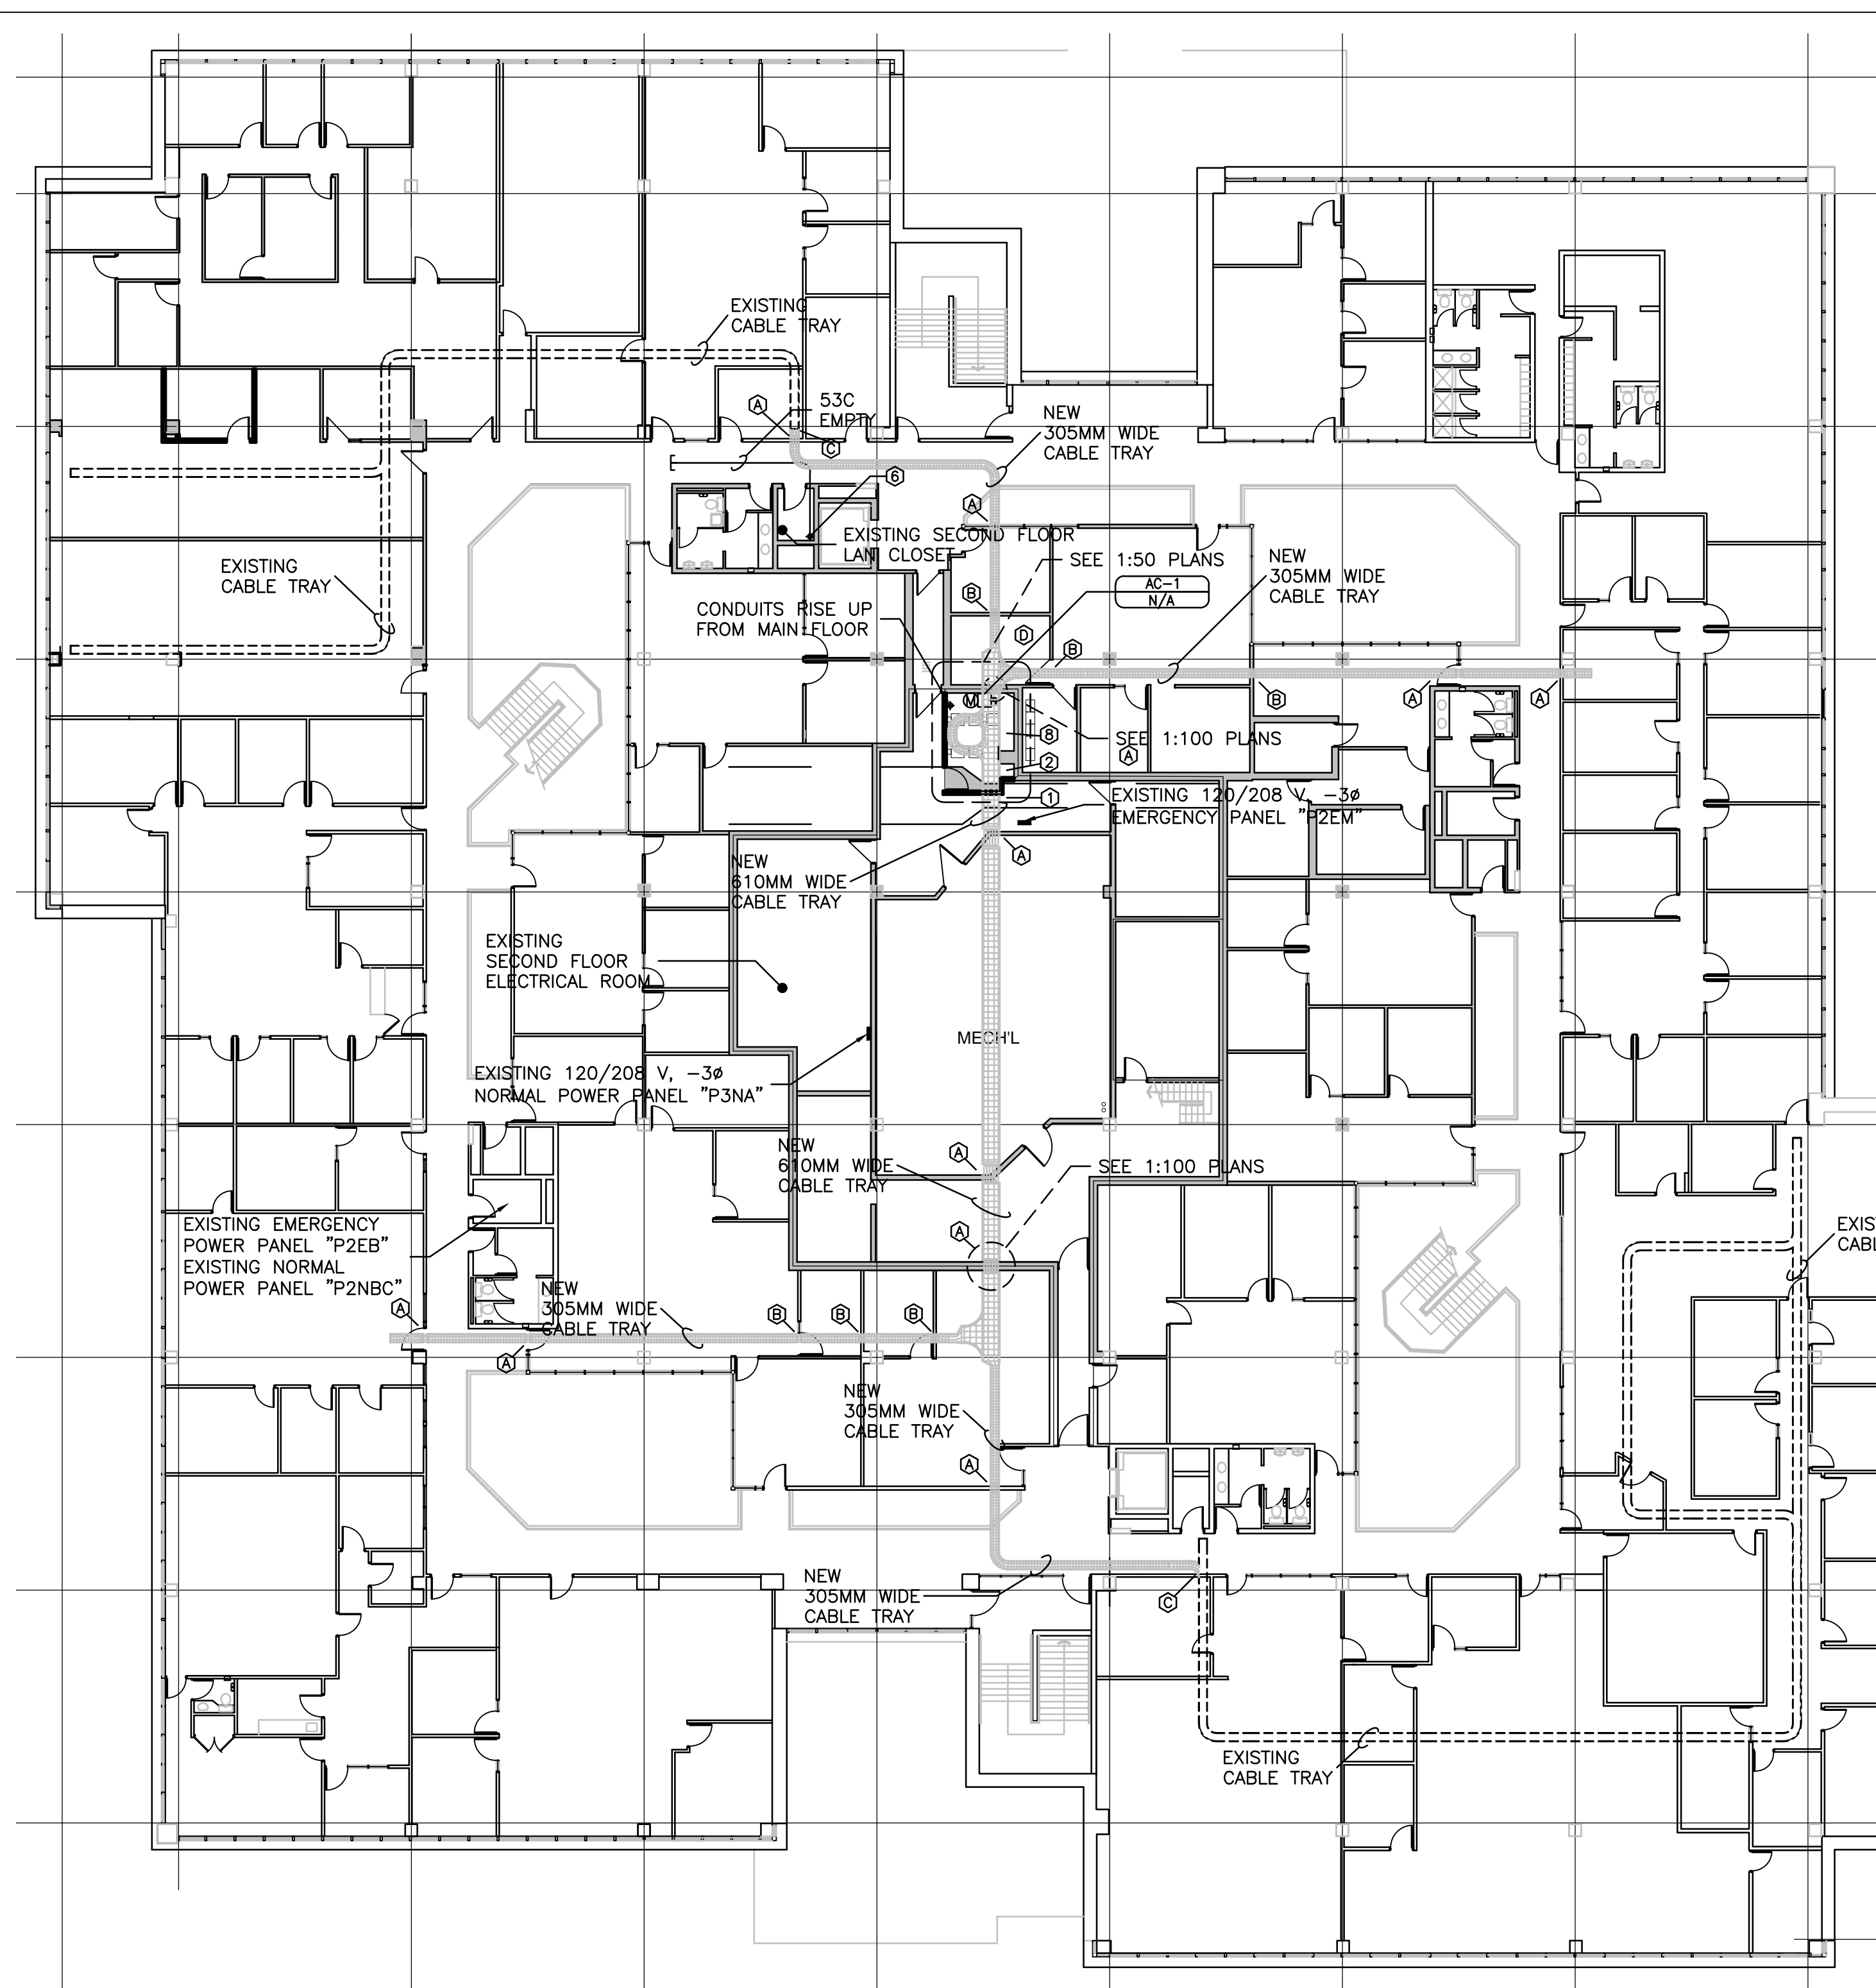 EXISTING
CABLE TRAY
A
53C
EMPTY
C
NEW
305MM WIDE
CABLE TRAY
6
A
EXISTING SECOND FLOOR
LAN CLOSET
SEE 1:50 PLANS
NEW
305MM WIDE
CABLE TRAY
EXISTING
CABLE TRAY
AC-1
N/A
B
CONDUITS RISE UP
FROM MAIN FLOOR
D
B
M
B
A
A
8
SEE 1:100 PLANS
A
2
1
EXISTING 120/208 V, -3ø
EMERGENCY PANEL "P2EM"
A
NEW
610MM WIDE
CABLE TRAY
EXISTING
SECOND FLOOR
ELECTRICAL ROOM
MECH'L
EXISTING 120/208 V, -3ø
NORMAL POWER PANEL "P3NA"
NEW
610MM WIDE
CABLE TRAY
A
SEE 1:100 PLANS
EXISTING EMERGENCY
POWER PANEL "P2EB"
EXISTING NORMAL
POWER PANEL "P2NBC"
A
A
NEW
305MM WIDE
CABLE TRAY
B
B
B
A
NEW
305MM WIDE
CABLE TRAY
A
NEW
305MM WIDE
CABLE TRAY
C
EXISTING
CABLE TRAY